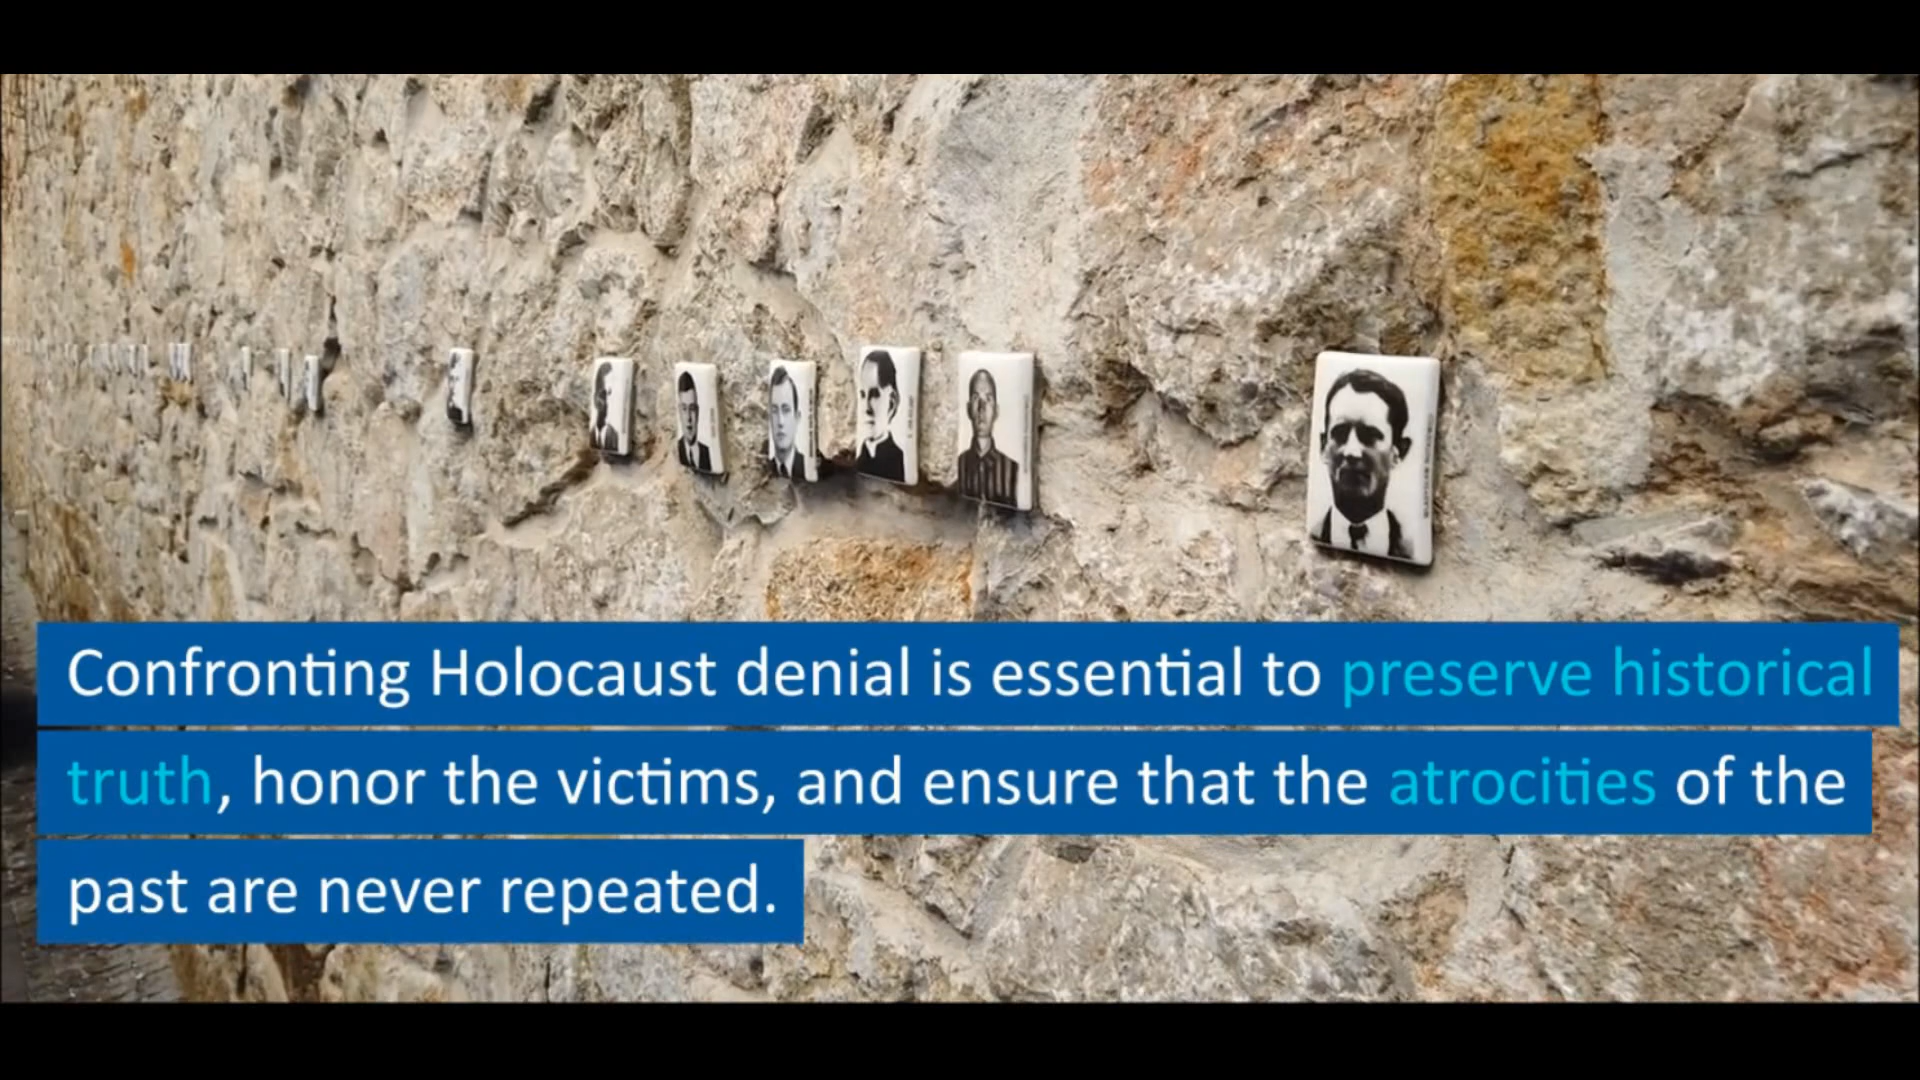 Confronting Holocaust denial is essential to preserve historical
truth, honor the victims, and ensure that the atrocities of the
past are never repeated.